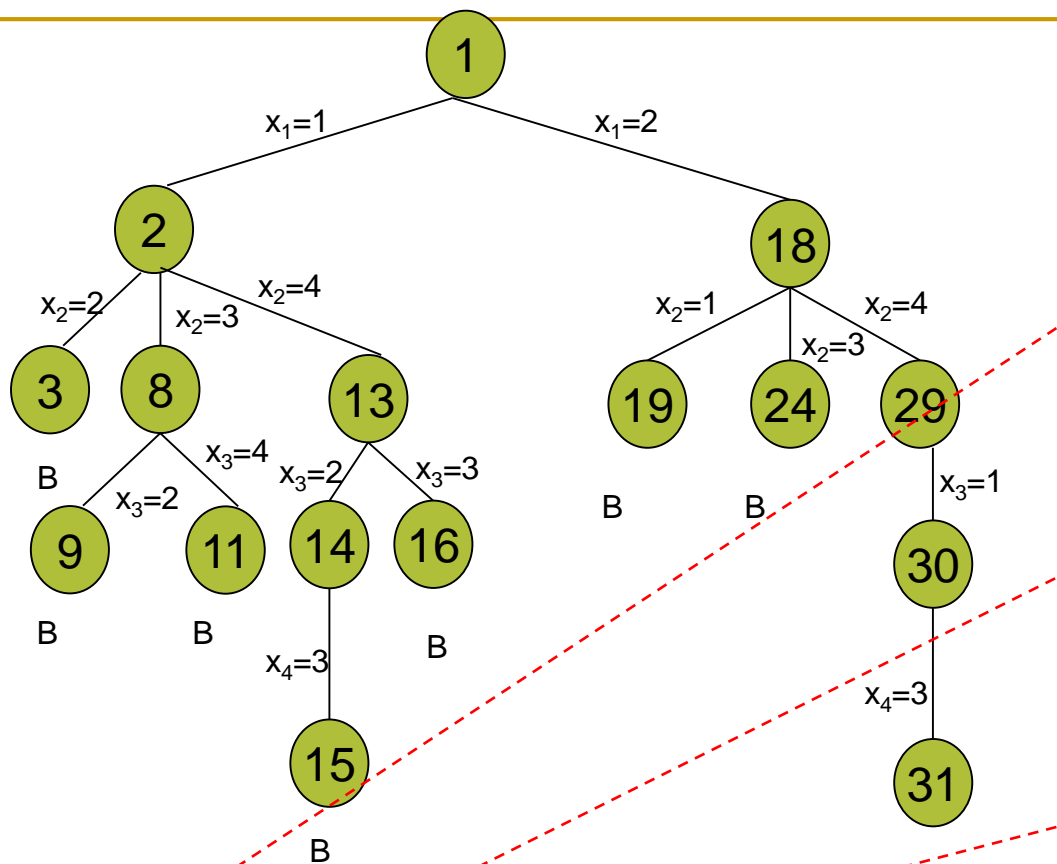 1
x₁=1
x₁=2
2
18
x₂=2
x₂=3
x₂=4
x₂=1
x₂=3
x₂=4
3
8
13
19
24
29
B
x₃=2
x₃=4
x₃=2
x₃=3
B
B
x₃=1
9
11
14
16
30
B
B
B
x₄=3
x₄=3
15
31
B